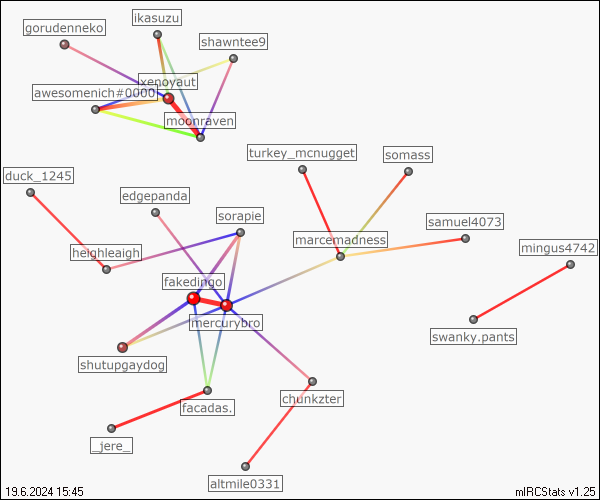 ikasuzu
gorudenneko
shawntee9
xenoyaut
awesomenich#0000
moonraven
turkey_mcnugget
somass
duck_1245
edgepanda
sorapie
samuel4073
marcemadness
mingus4742
heighleaigh
fakedingo
mercurybro
swanky.pants
shutupgaydog
chunkzter
facadas.
_jere_
altmile0331
19.6.2024 15:45
mIRCStats v1.25